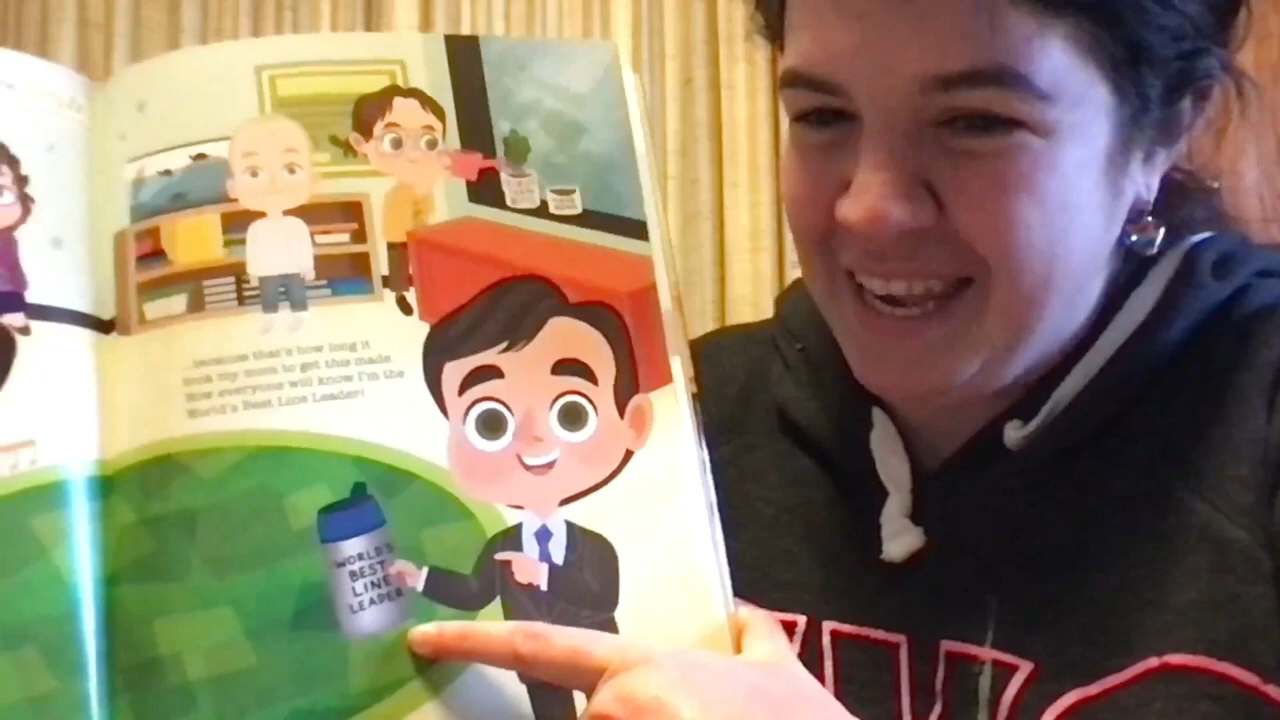 ...because that's how long it
took my mom to get this made
Now everyone will know I'm the
World's Best Line Leader!
WORLD'S
BEST
LINE
LEADER